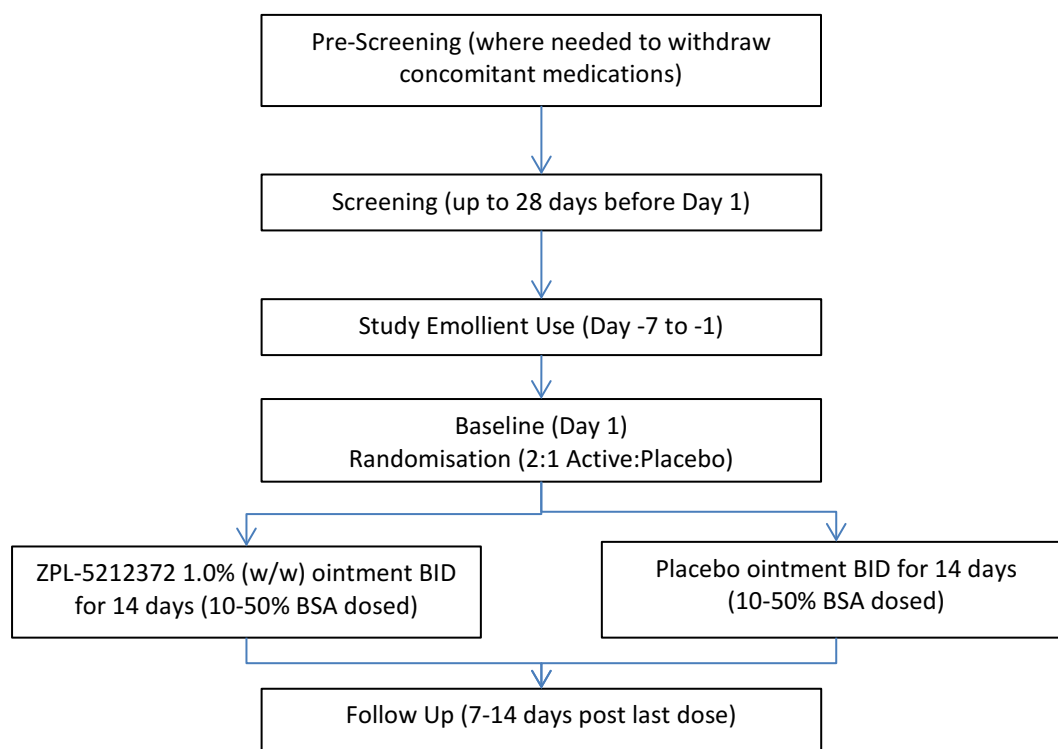 Pre-Screening (where needed to withdraw
concomitant medications)
Screening (up to 28 days before Day 1)
Study Emollient Use (Day -7 to -1)
Baseline (Day 1)
Randomisation (2:1 Active:Placebo)
ZPL-5212372 1.0% (w/w) ointment BID
for 14 days (10-50% BSA dosed)
Placebo ointment BID for 14 days
(10-50% BSA dosed)
Follow Up (7-14 days post last dose)